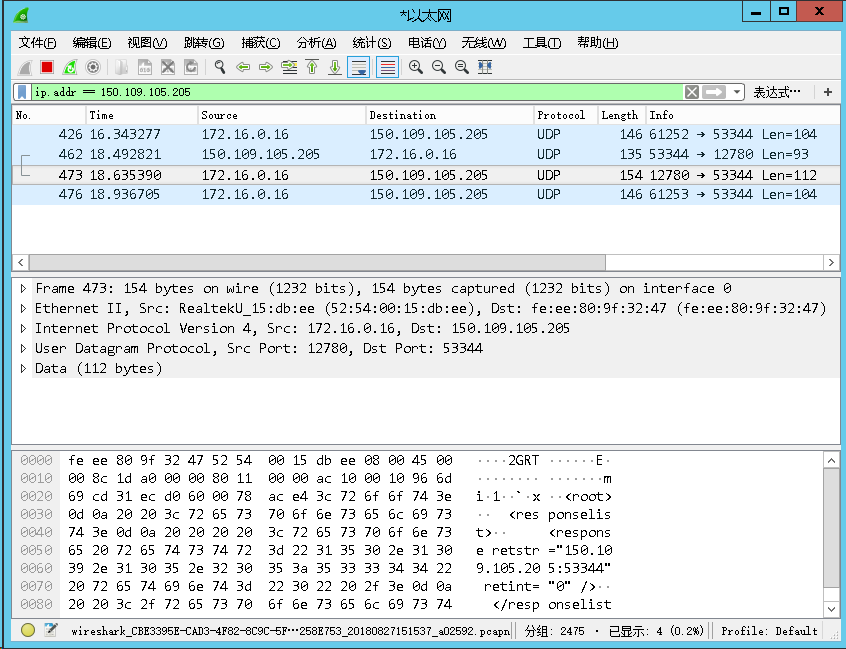 *以太网
文件(F) 编辑(E) 视图(V) 跳转(G) 捕获(C) 分析(A) 统计(S) 电话(Y) 无线(W) 工具(T) 帮助(H)
ip.addr == 150.109.105.205 表达式… +
No. Time Source Destination Protocol Length Info
426 16.343277 172.16.0.16 150.109.105.205 UDP 146 61252 → 53344 Len=104
462 18.492821 150.109.105.205 172.16.0.16 UDP 135 53344 → 12780 Len=93
473 18.635390 172.16.0.16 150.109.105.205 UDP 154 12780 → 53344 Len=112
476 18.936705 172.16.0.16 150.109.105.205 UDP 146 61253 → 53344 Len=104
Frame 473: 154 bytes on wire (1232 bits), 154 bytes captured (1232 bits) on interface 0
Ethernet II, Src: RealtekU_15:db:ee (52:54:00:15:db:ee), Dst: fe:ee:80:9f:32:47 (fe:ee:80:9f:32:47)
Internet Protocol Version 4, Src: 172.16.0.16, Dst: 150.109.105.205
User Datagram Protocol, Src Port: 12780, Dst Port: 53344
Data (112 bytes)
0000 fe ee 80 9f 32 47 52 54 00 15 db ee 08 00 45 00 ····2GRT ······E·
0010 00 8c 1d a0 00 00 80 11 00 00 ac 10 00 10 96 6d ········ ·······m
0020 69 cd 31 ec d0 60 00 78 ac e4 3c 72 6f 6f 74 3e i·1··`·x ··<root>
0030 0d 0a 20 20 3c 72 65 73 70 6f 6e 73 65 6c 69 73 ··  <res ponselis
0040 74 3e 0d 0a 20 20 20 20 3c 72 65 73 70 6f 6e 73 t>··     <respons
0050 65 20 72 65 74 73 74 72 3d 22 31 35 30 2e 31 30 e retstr ="150.10
0060 39 2e 31 30 35 2e 32 30 35 3a 35 33 33 34 34 22 9.105.20 5:53344"
0070 20 72 65 74 69 6e 74 3d 22 30 22 20 2f 3e 0d 0a  retint= "0" />··
0080 20 20 3c 2f 72 65 73 70 6f 6e 73 65 6c 69 73 74   </resp onselist
wireshark_CBE3395E-CAD3-4F82-8C9C-5F…258E753_20180827151537_a02592.pcapn 分组: 2475 · 已显示: 4 (0.2%) Profile: Default